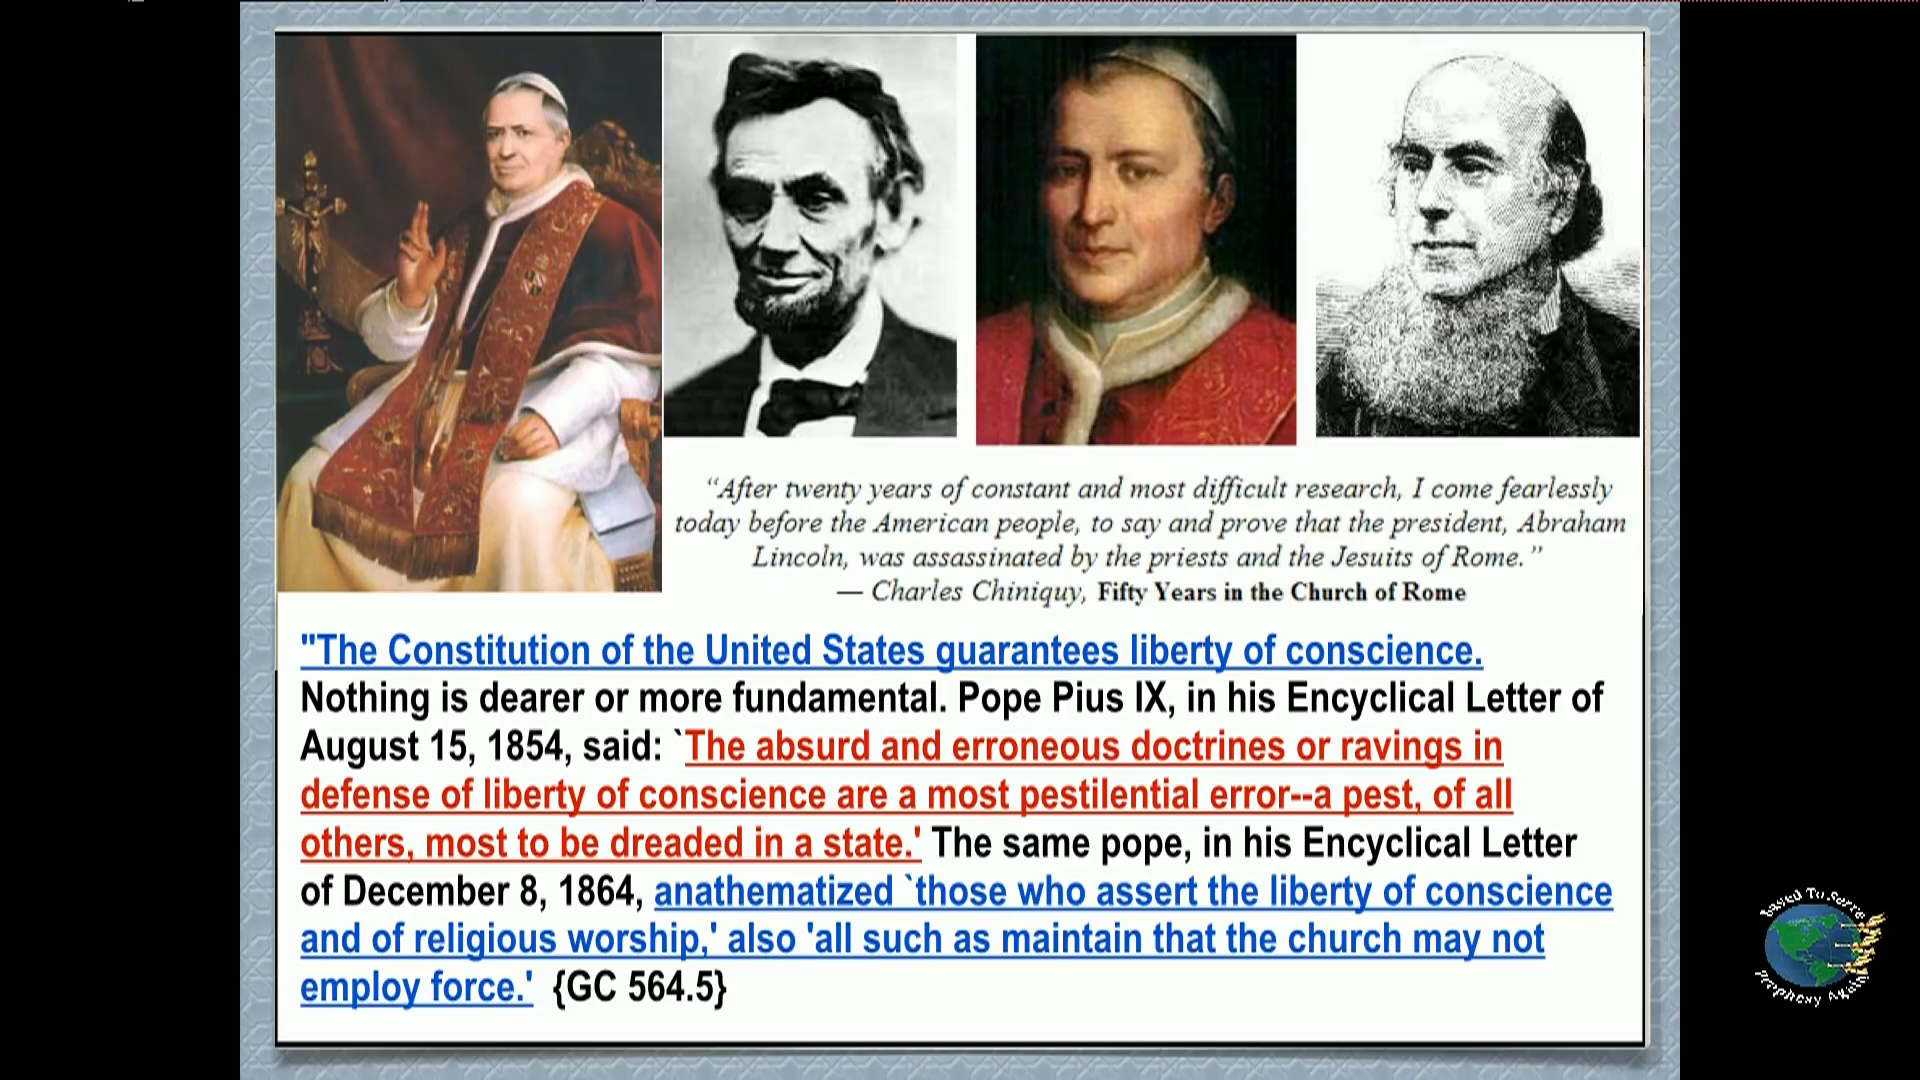 “After twenty years of constant and most difficult research, I come fearlessly
today before the American people, to say and prove that the president, Abraham
Lincoln, was assassinated by the priests and the Jesuits of Rome.”
— Charles Chiniquy, Fifty Years in the Church of Rome
"The Constitution of the United States guarantees liberty of conscience.
Nothing is dearer or more fundamental. Pope Pius IX, in his Encyclical Letter of
August 15, 1854, said: `The absurd and erroneous doctrines or ravings in
defense of liberty of conscience are a most pestilential error--a pest, of all
others, most to be dreaded in a state.' The same pope, in his Encyclical Letter
of December 8, 1864, anathematized `those who assert the liberty of conscience
and of religious worship,' also 'all such as maintain that the church may not
employ force.' {GC 564.5}
To Serve
Prophesy Again